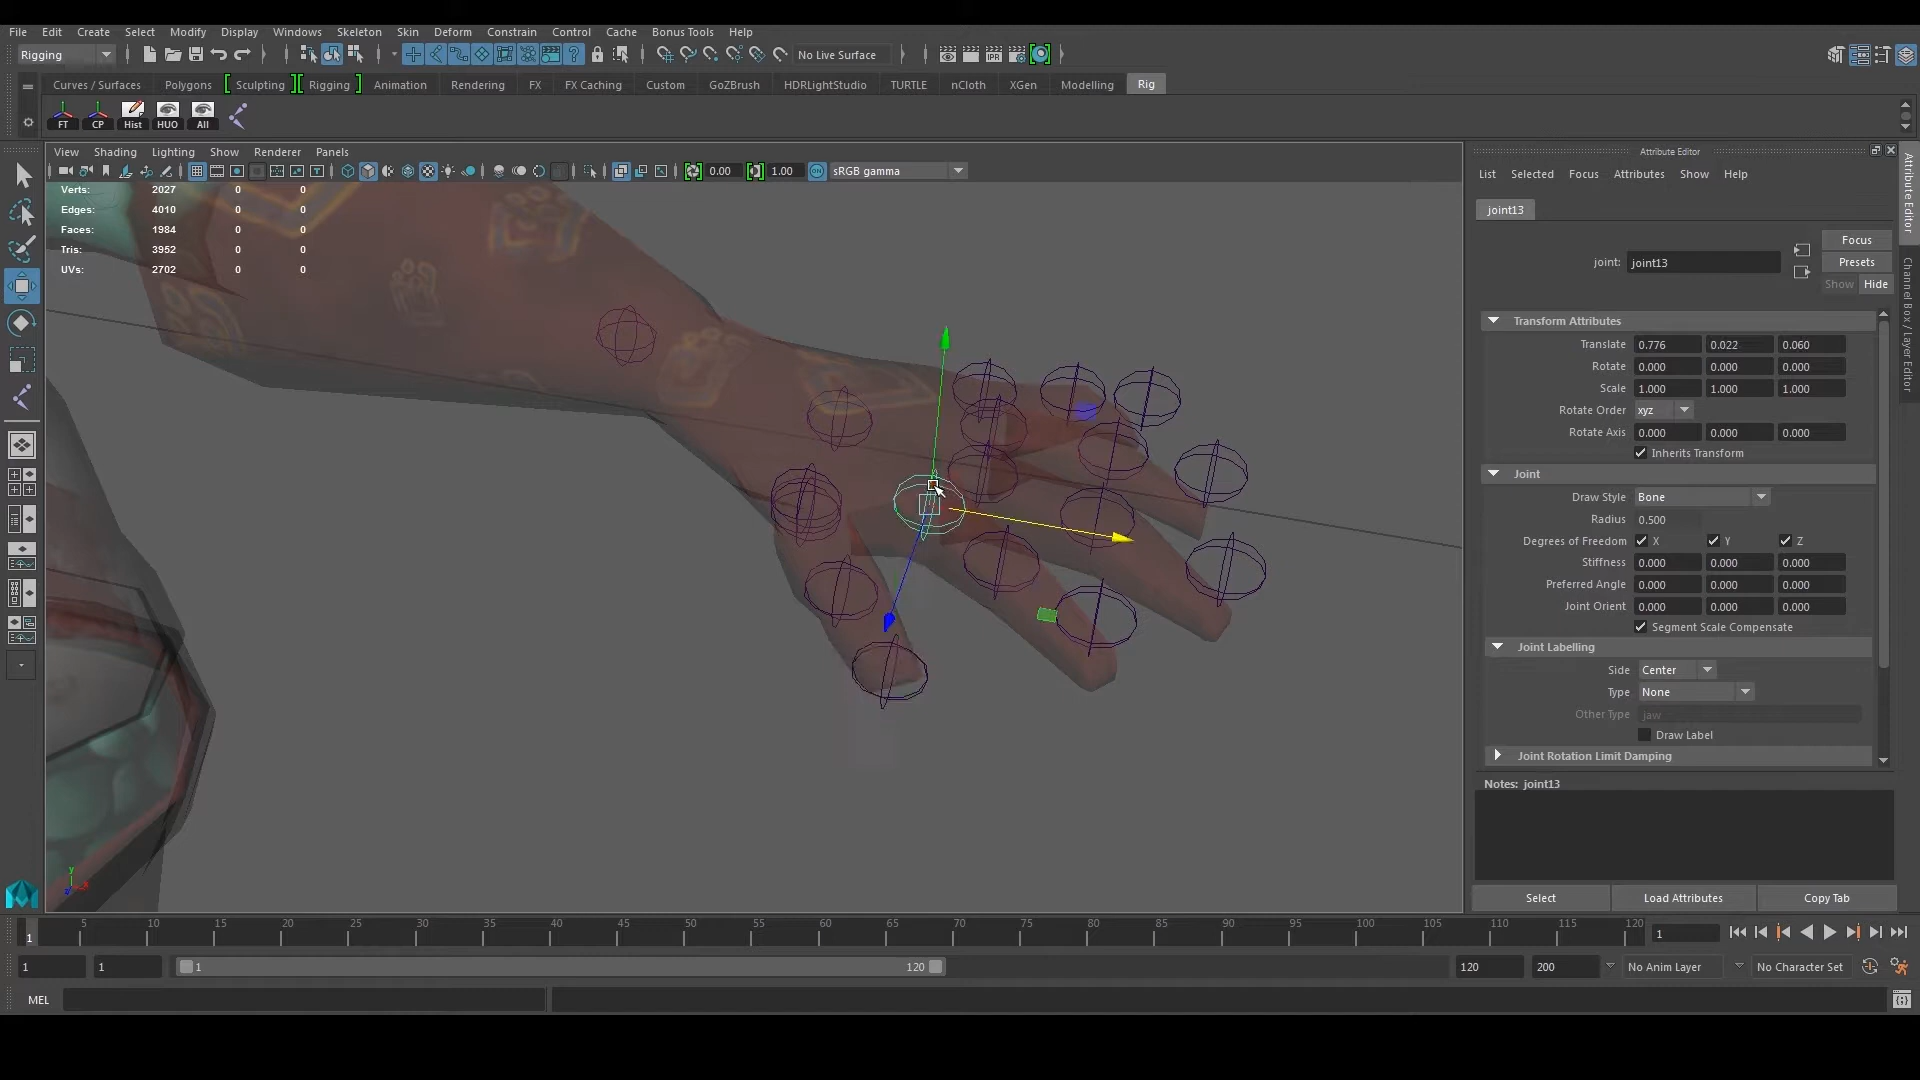 File Edit Create Select Modify Display Windows Skeleton Skin Deform Constrain Control Cache Bonus Tools Help
Rigging No Live Surface
Curves / Surfaces Polygons Sculpting Rigging Animation Rendering FX FX Caching Custom GoZBrush HDRLightStudio TURTLE nCloth XGen Modelling Rig
FT CP Hist HUO All
View Shading Lighting Show Renderer Panels
0.00 1.00 sRGB gamma
Verts: 2027 0 0
Edges: 4010 0 0
Faces: 1984 0 0
Tris: 3952 0 0
UVs: 2702 0 0
Attribute Editor
List Selected Focus Attributes Show Help
joint13
Focus
joint: joint13
Presets
Show Hide
Transform Attributes
Translate 0.776 0.022 0.060
Rotate 0.000 0.000 0.000
Scale 1.000 1.000 1.000
Rotate Order xyz
Rotate Axis 0.000 0.000 0.000
Inherits Transform
Joint
Draw Style Bone
Radius 0.500
Degrees of Freedom X Y Z
Stiffness 0.000 0.000 0.000
Preferred Angle 0.000 0.000 0.000
Joint Orient 0.000 0.000 0.000
Segment Scale Compensate
Joint Labelling
Side Center
Type None
Other Type jaw
Draw Label
Joint Rotation Limit Damping
Notes: joint13
Select Load Attributes Copy Tab
Attribute Editor
Channel Box / Layer Editor
y x z
1 5 10 15 20 25 30 35 40 45 50 55 60 65 70 75 80 85 90 95 100 105 110 115 120
1
1 1 1 120 120 200 No Anim Layer No Character Set
MEL